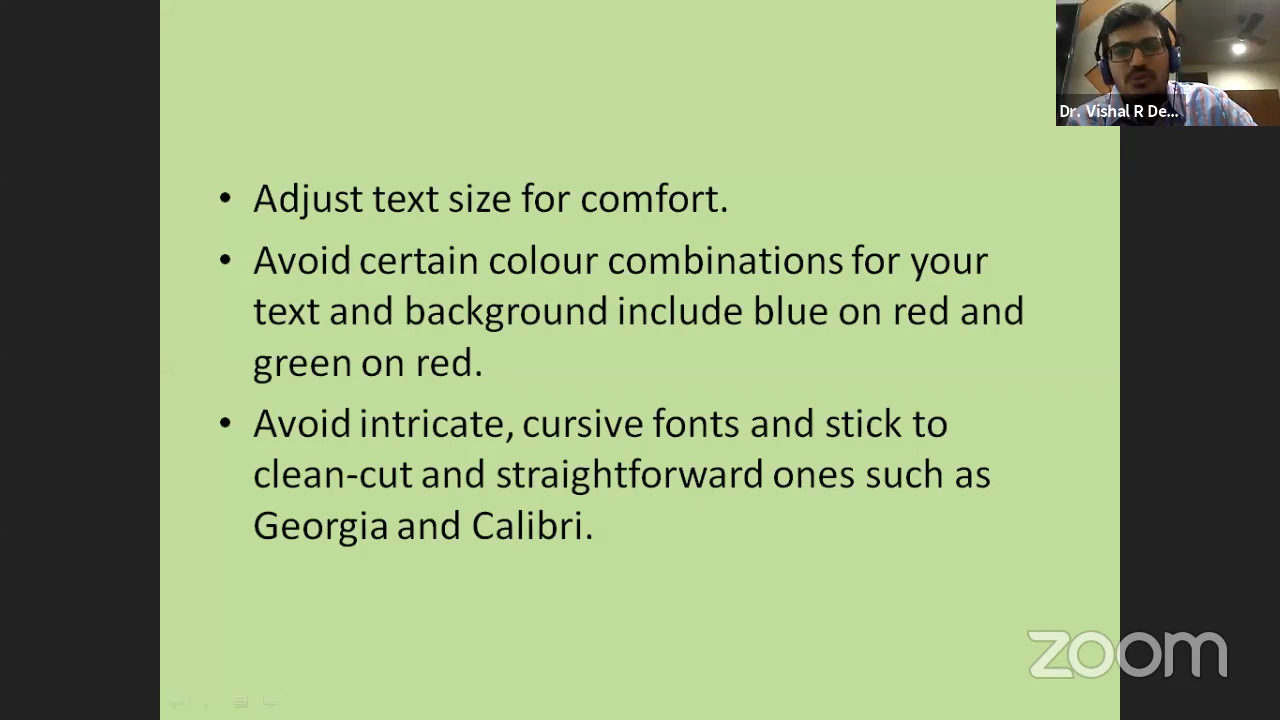 Dr. Vishal R De...
• Adjust text size for comfort.
• Avoid certain colour combinations for your
text and background include blue on red and
green on red.
• Avoid intricate, cursive fonts and stick to
clean-cut and straightforward ones such as
Georgia and Calibri.
zoom